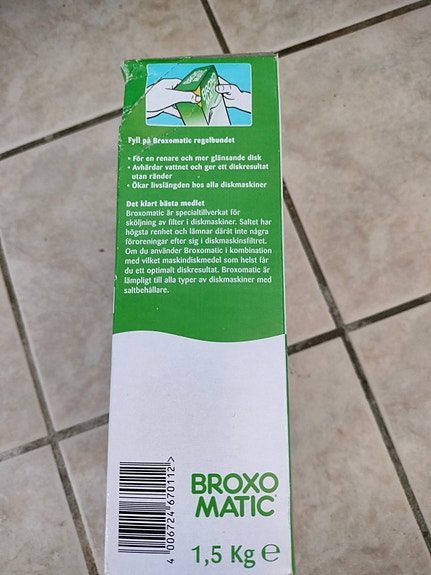 Fyll på Broxomatic regelbundet
• För en renare och mer glänsande disk
• Avhärdar vattnet och ger ett diskresultat
utan ränder
• Ökar livslängden hos alla diskmaskiner
Det klart bästa medlet
Broxomatic är specialtillverkat för
sköljning av filter i diskmaskiner. Saltet har
högsta renhet och lämnar därat inte några
föroreningar efter sig i diskmaskinsfiltret.
Om du använder Broxomatic i kombination
med vilket maskindiskmedel som helst får
du ett optimalt diskresultat. Broxomatic är
lämpligt till alla typer av diskmaskiner med
saltbehållare.
4 006724 670112 >
BROXO
MATIC
1,5 Kg e